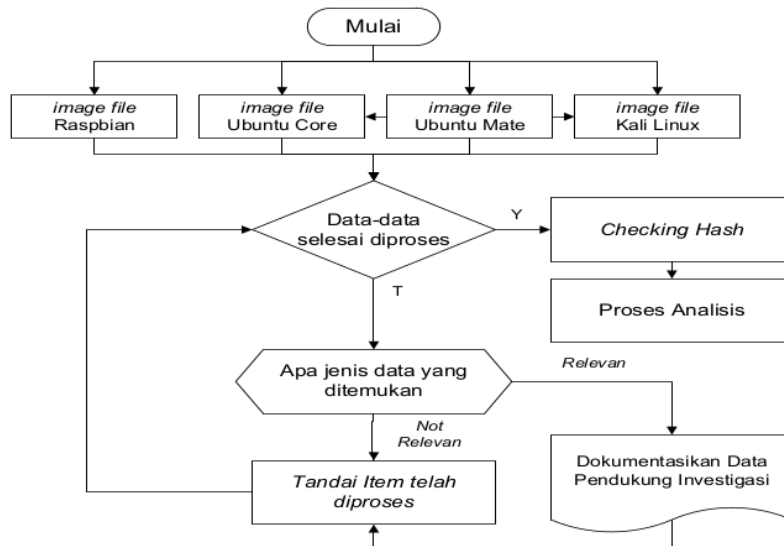 Mulai
image file
Raspbian
image file
Ubuntu Core
image file
Ubuntu Mate
image file
Kali Linux
Data-data
selesai diproses
Y
Checking Hash
T
Proses Analisis
Apa jenis data yang
ditemukan
Relevan
Not
Relevan
Tandai Item telah
diproses
Dokumentasikan Data
Pendukung Investigasi